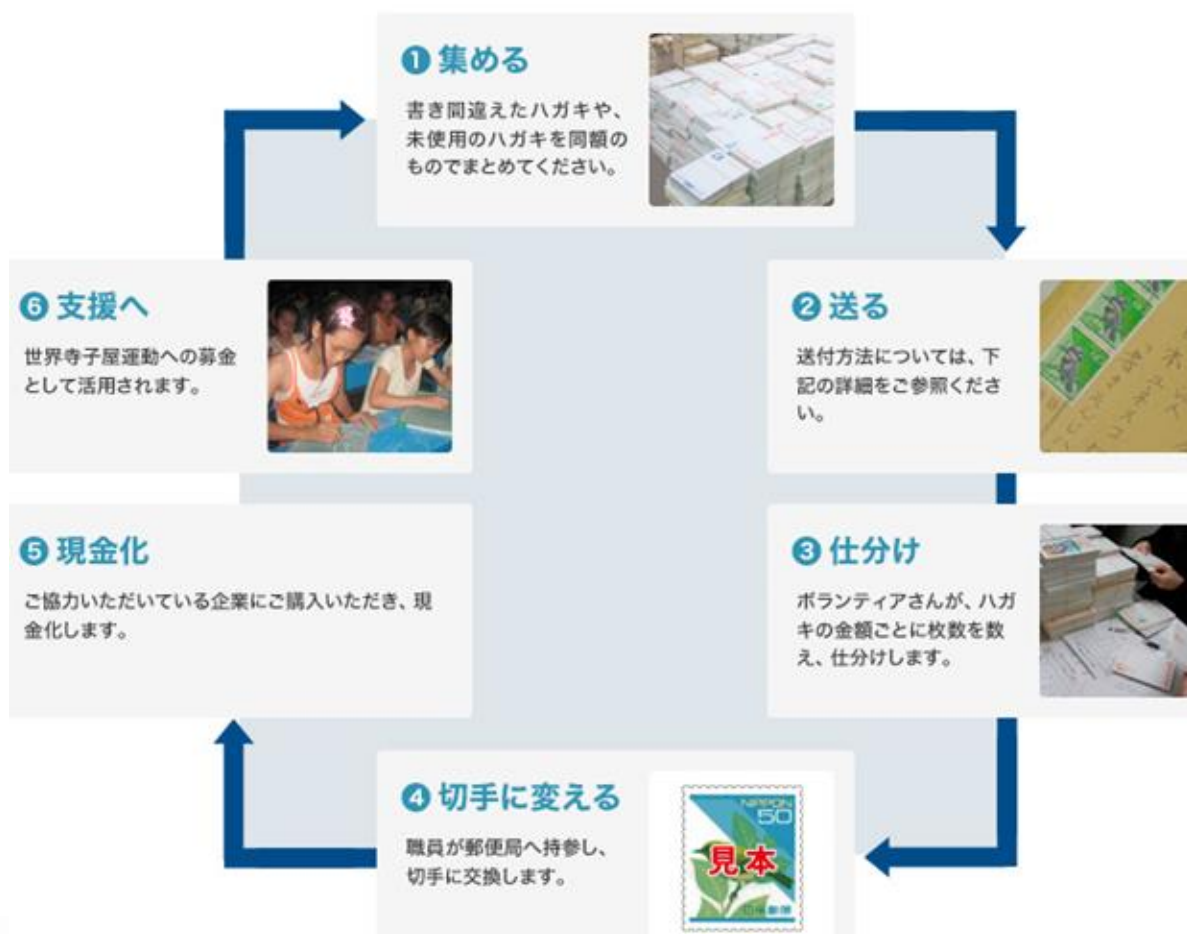 ❶ 集める
書き間違えたハガキや、
未使用のハガキを同額の
ものでまとめてください。
❷ 送る
送付方法については、下
記の詳細をご参照くださ
い。
❸ 仕分け
ボランティアさんが、ハガ
キの金額ごとに枚数を数
え、仕分けします。
❹ 切手に変える
職員が郵便局へ持参し、
切手に交換します。
NIPPON
50
見本
日本郵便
❺ 現金化
ご協力いただいている企業にご購入いただき、現
金化します。
❻ 支援へ
世界寺子屋運動への募金
として活用されます。